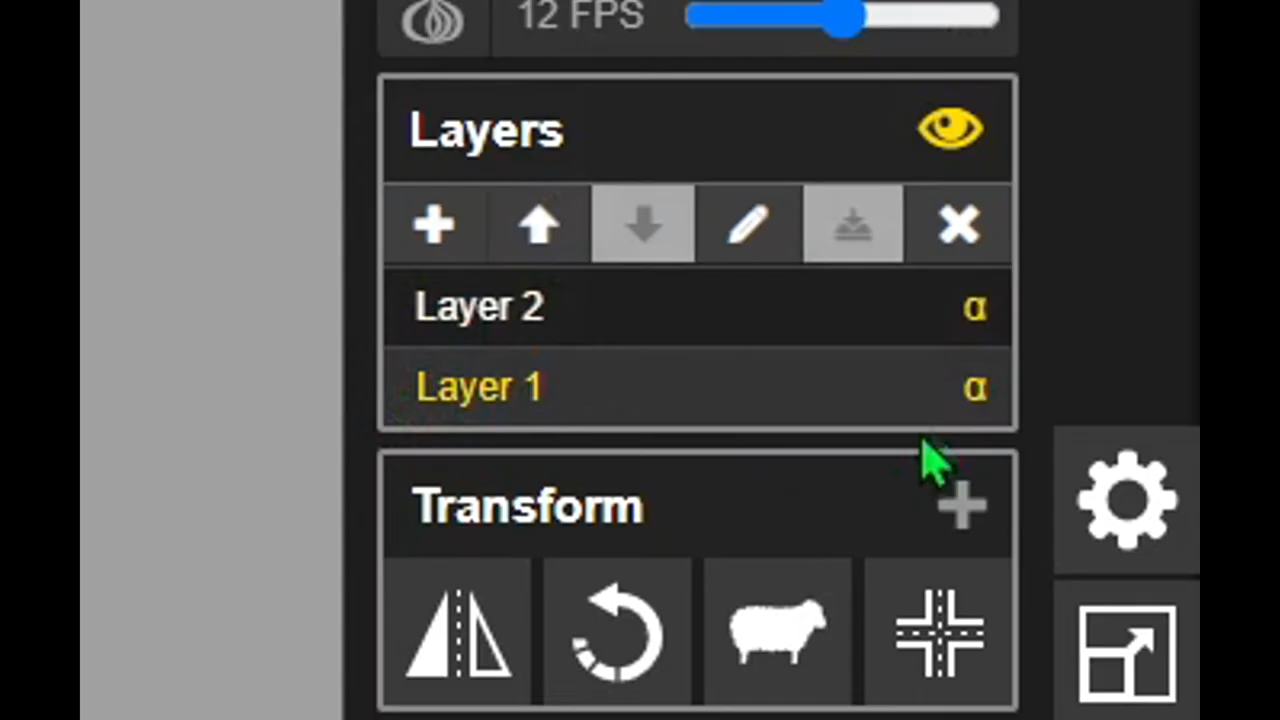 12 FPS
Layers
Layer 2 α
Layer 1 α
Transform